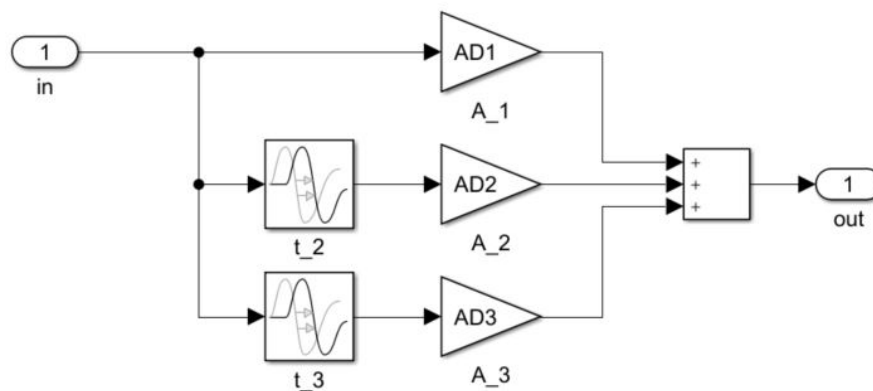 1
in
AD1
A_1
t_2
AD2
A_2
t_3
AD3
A_3
+
+
+
1
out